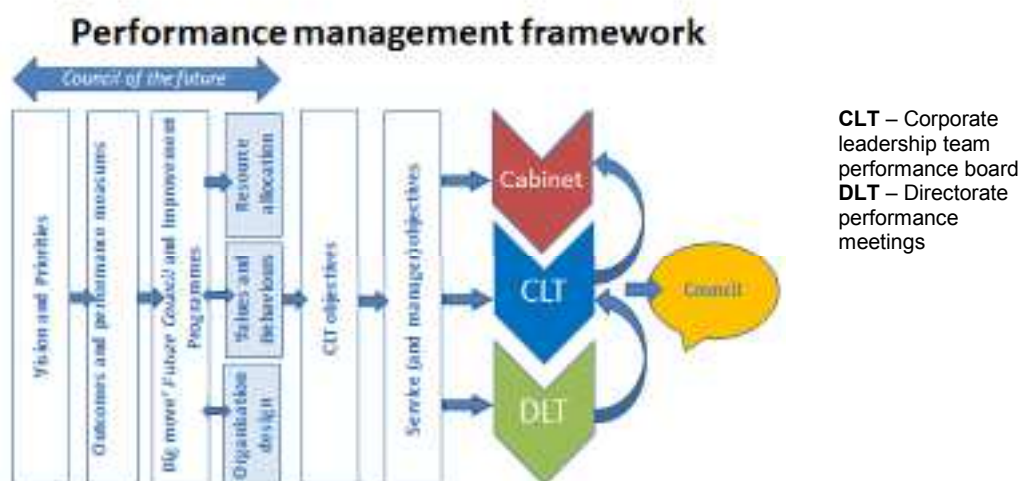 Performance management framework
Council of the future
Vision and Priorities
Outcomes and performance measures
'Big move' Future Council and Improvement
Programmes
Resource
allocation
Values and
Behaviours
Organisation
design
CLT objectives
Service (and manager) objectives
Cabinet
CLT
DLT
Council
CLT – Corporate
leadership team
performance board
DLT – Directorate
performance
meetings